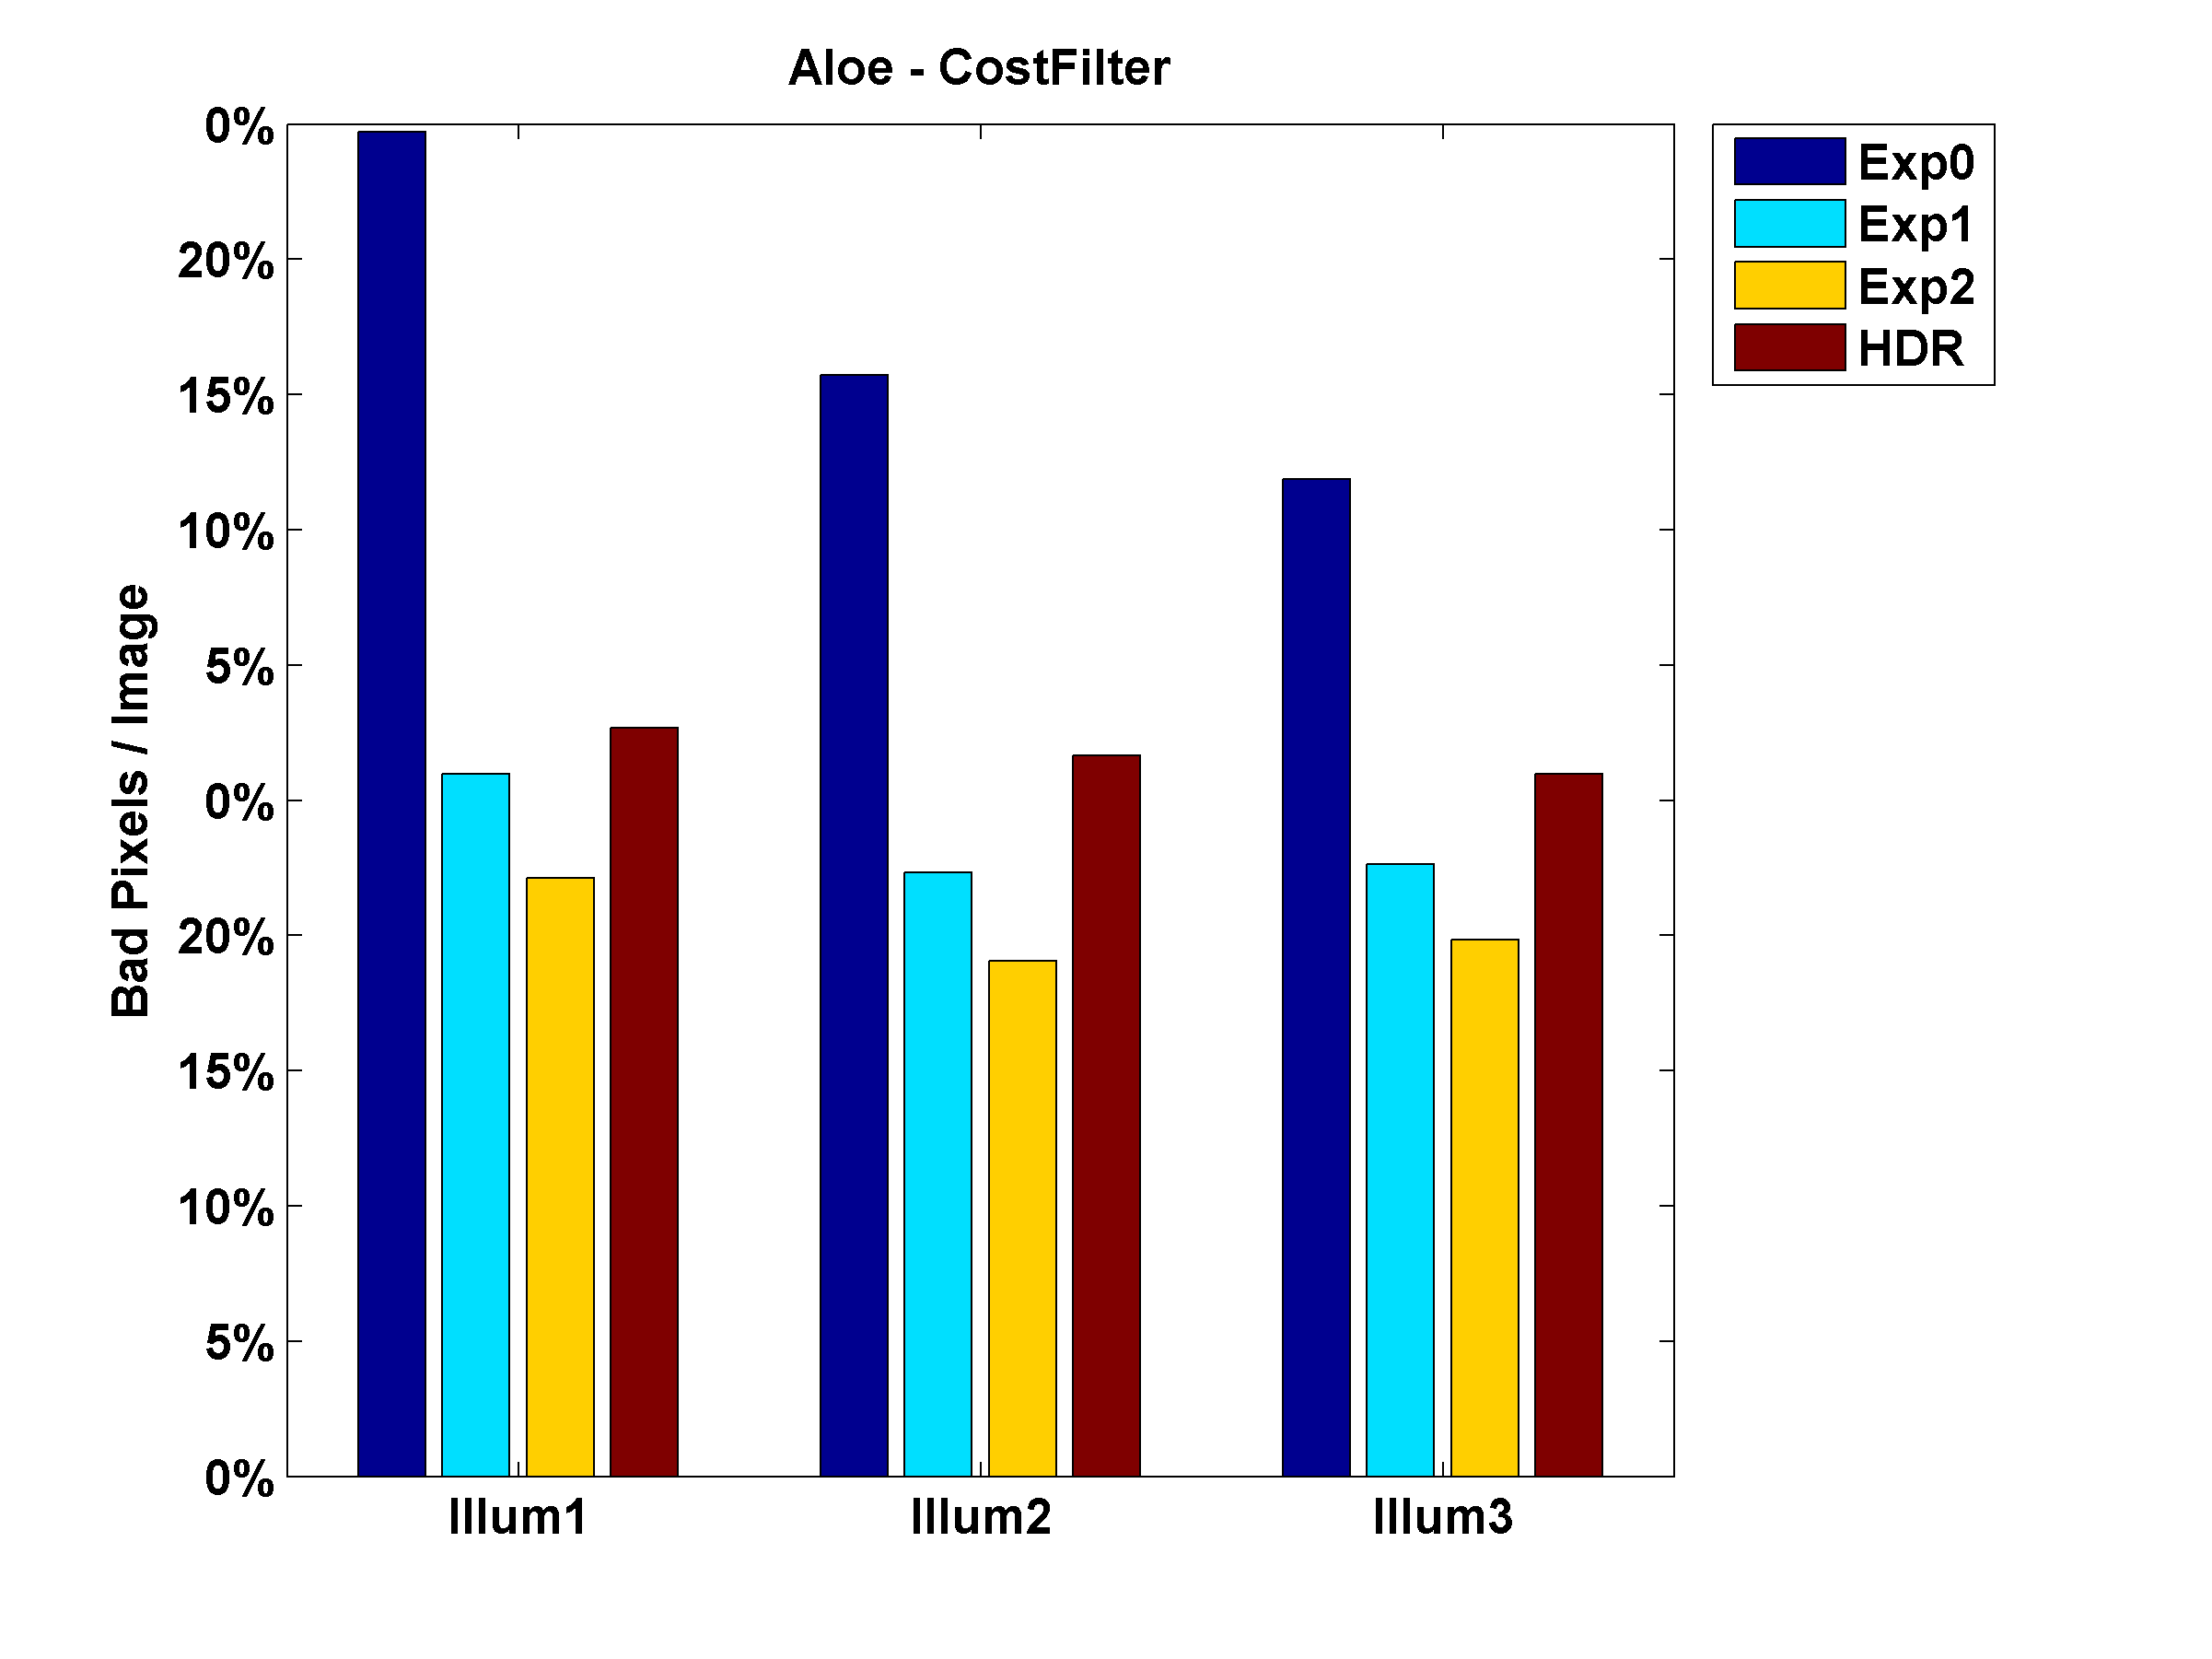 Aloe - CostFilter
0%
20%
15%
10%
5%
0%
20%
15%
10%
5%
0%
Bad Pixels / Image
Illum1
Illum2
Illum3
Exp0
Exp1
Exp2
HDR